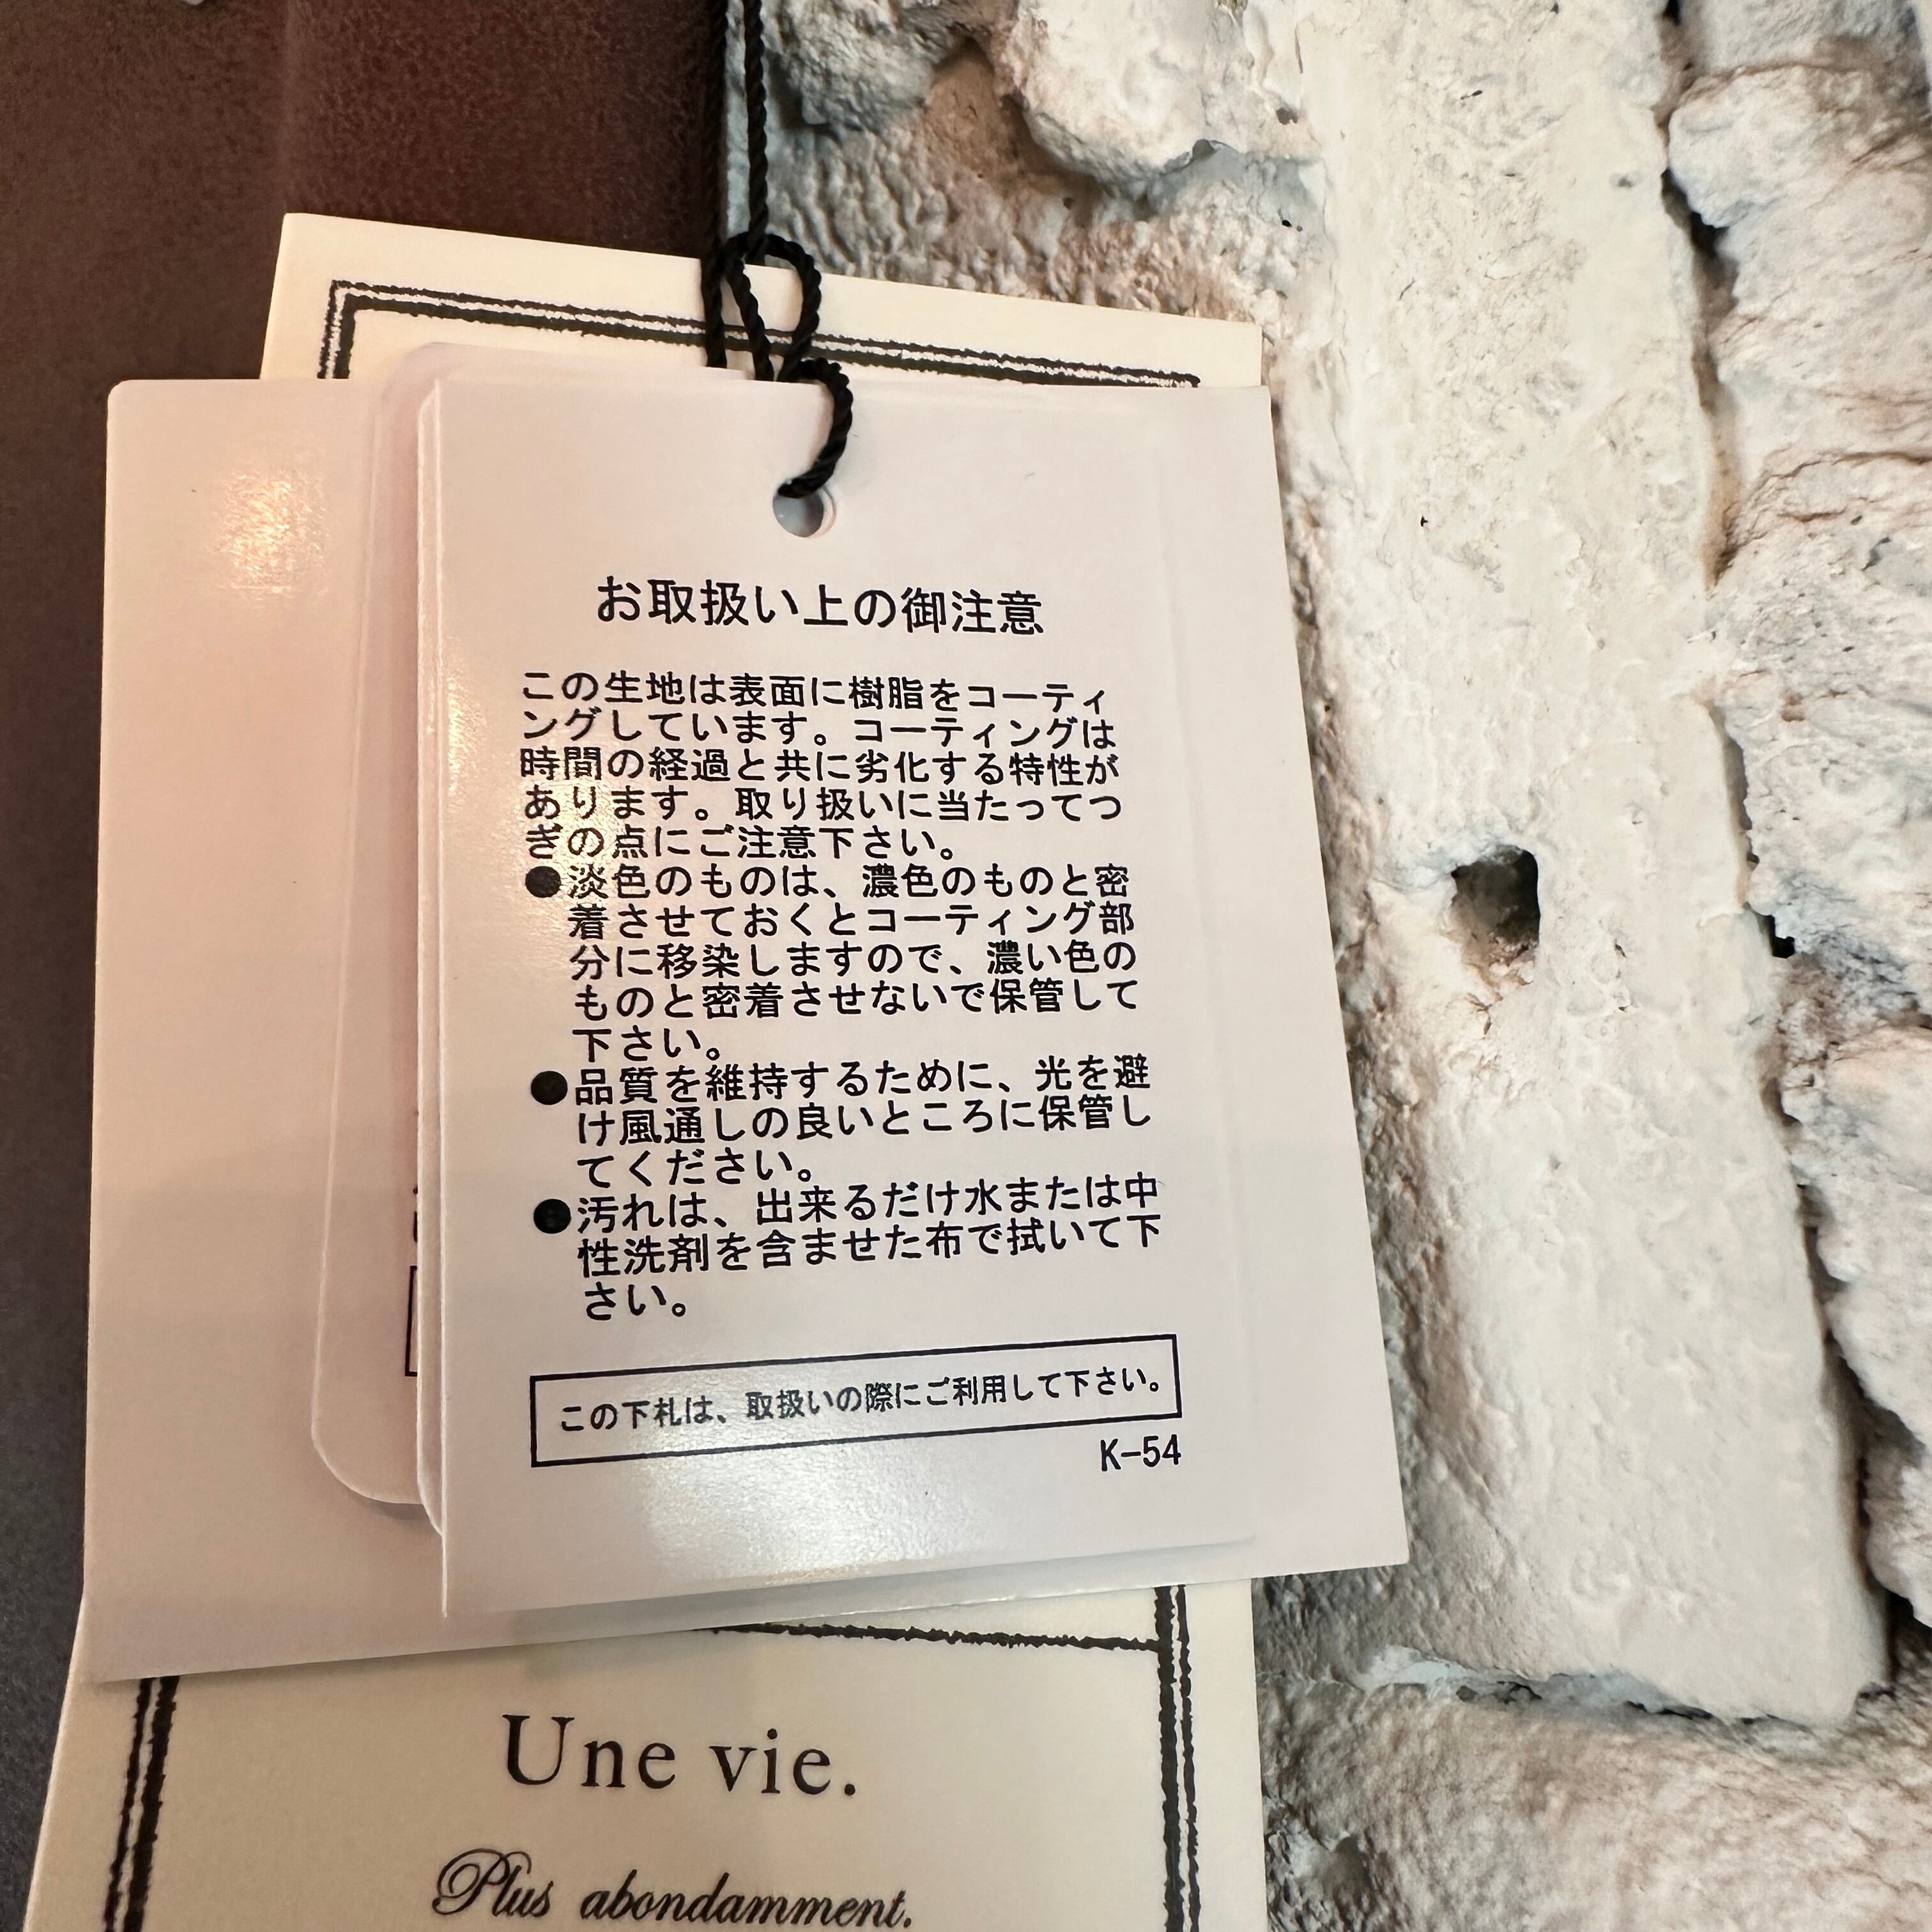 お取扱い上の御注意
この生地は表面に樹脂をコーティ
ングしています。コーティングは
時間の経過と共に劣化する特性が
あります。取り扱いに当たってつ
ぎの点にご注意下さい。
●淡色のものは、濃色のものと密
着させておくとコーティング部
分に移染しますので、濃い色の
ものと密着させないで保管して
下さい。
●品質を維持するために、光を避
け風通しの良いところに保管し
てください。
●汚れは、出来るだけ水または中
性洗剤を含ませた布で拭いて下
さい。
この下札は、取扱いの際にご利用して下さい。
K-54
Une vie.
Plus abondamment.